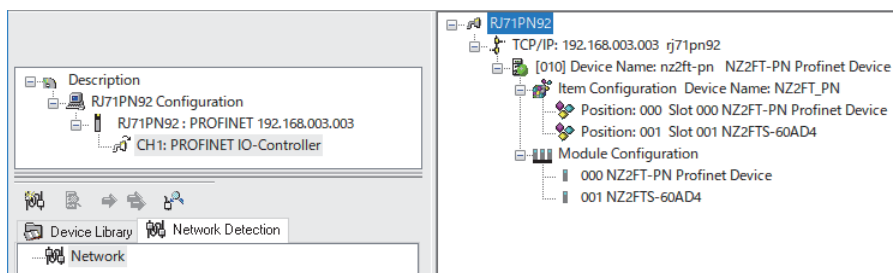 Description
RJ71PN92 Configuration
RJ71PN92 : PROFINET 192.168.003.003
CH1: PROFINET IO-Controller
Device Library
Network Detection
Network
RJ71PN92
TCP/IP: 192.168.003.003 rj71pn92
[010] Device Name: nz2ft-pn NZ2FT-PN Profinet Device
Item Configuration Device Name: NZ2FT_PN
Position: 000 Slot 000 NZ2FT-PN Profinet Device
Position: 001 Slot 001 NZ2FTS-60AD4
Module Configuration
000 NZ2FT-PN Profinet Device
001 NZ2FTS-60AD4